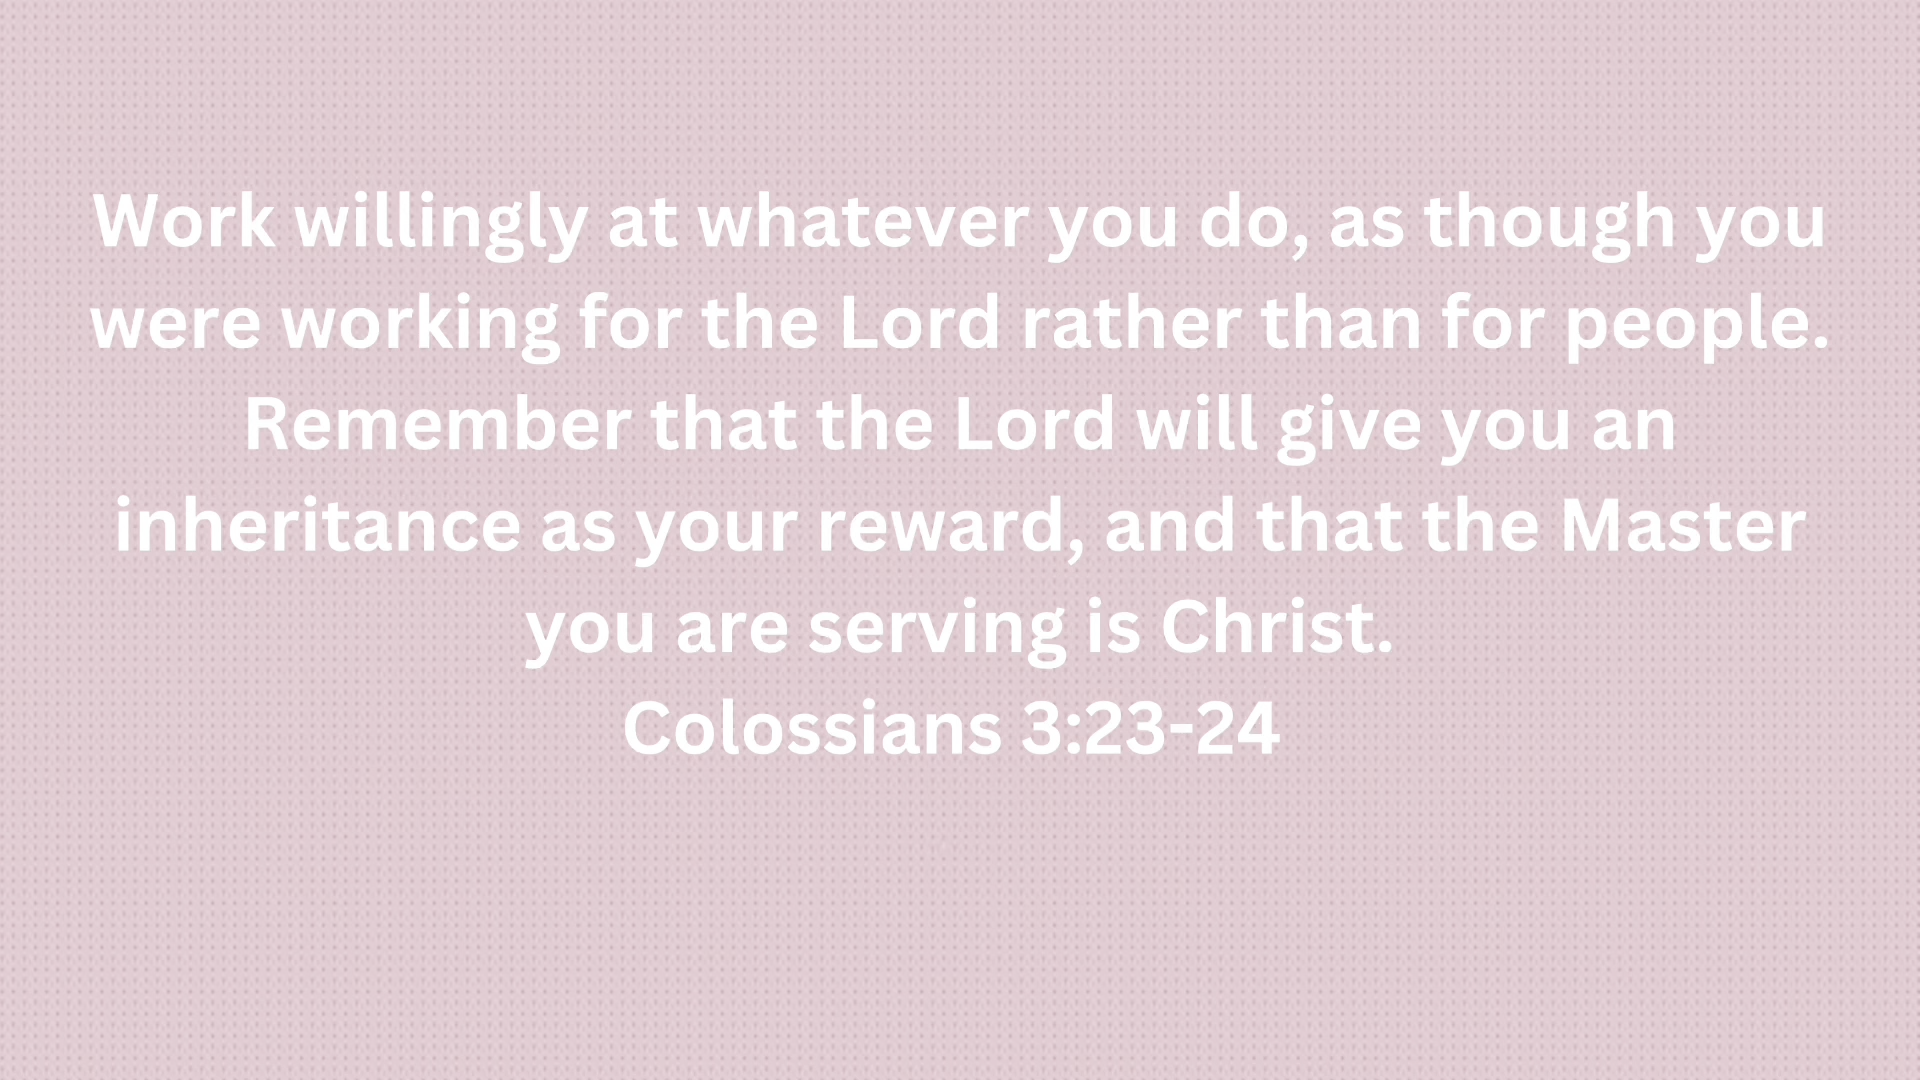 Work willingly at whatever you do, as though you
were working for the Lord rather than for people.
Remember that the Lord will give you an
inheritance as your reward, and that the Master
you are serving is Christ.
Colossians 3:23-24